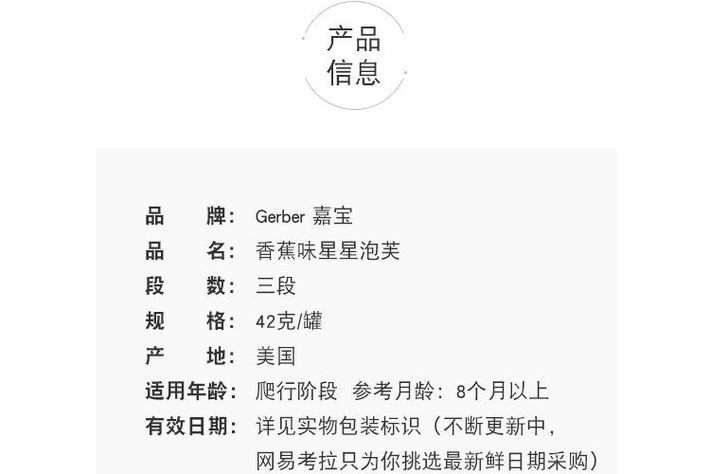 产品
信息
品 牌： Gerber 嘉宝
品 名： 香蕉味星星泡芙
段 数： 三段
规 格： 42克/罐
产 地： 美国
适用年龄： 爬行阶段 参考月龄：8个月以上
有效日期： 详见实物包装标识（不断更新中，
网易考拉只为你挑选最新鲜日期采购）